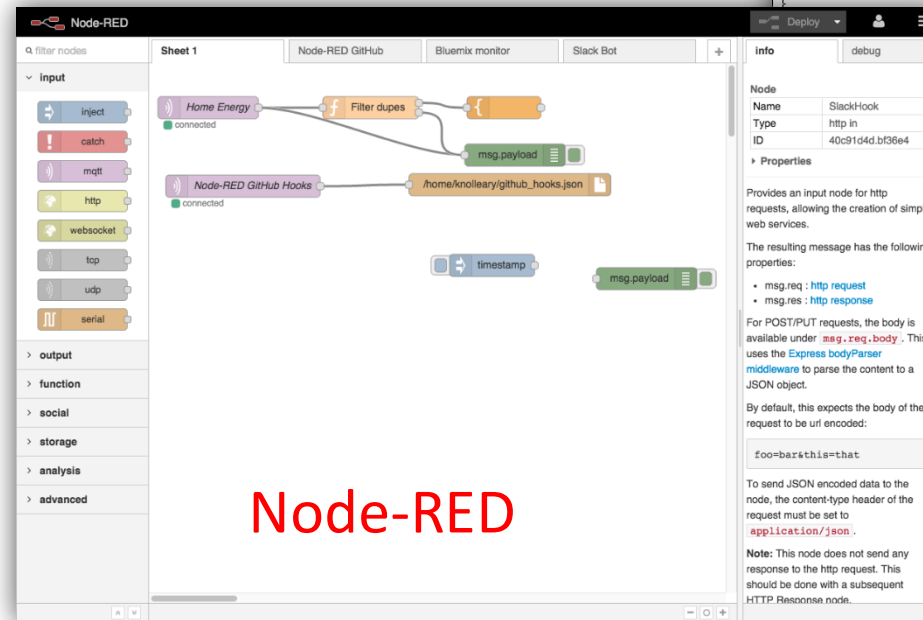 Node-RED
Deploy
filter nodes
input
inject
catch
mqtt
http
websocket
tcp
udp
serial
output
function
social
storage
analysis
advanced
Sheet 1
Node-RED GitHub
Bluemix monitor
Slack Bot
+
Home Energy
connected
f
Filter dupes
{
msg.payload
Node-RED GitHub Hooks
connected
/home/knolleary/github_hooks.json
timestamp
msg.payload
Node-RED
info
debug
Node
Name SlackHook
Type http in
ID 40c91d4d.bf36e4
Properties
Provides an input node for http
requests, allowing the creation of simpl
web services.
The resulting message has the followin
properties:
• msg.req : http request
• msg.res : http response
For POST/PUT requests, the body is
available under msg.req.body. This
uses the Express bodyParser
middleware to parse the content to a
JSON object.
By default, this expects the body of the
request to be url encoded:
foo=bar&this=that
To send JSON encoded data to the
node, the content-type header of the
request must be set to
application/json.
Note: This node does not send any
response to the http request. This
should be done with a subsequent
HTTP Response node.